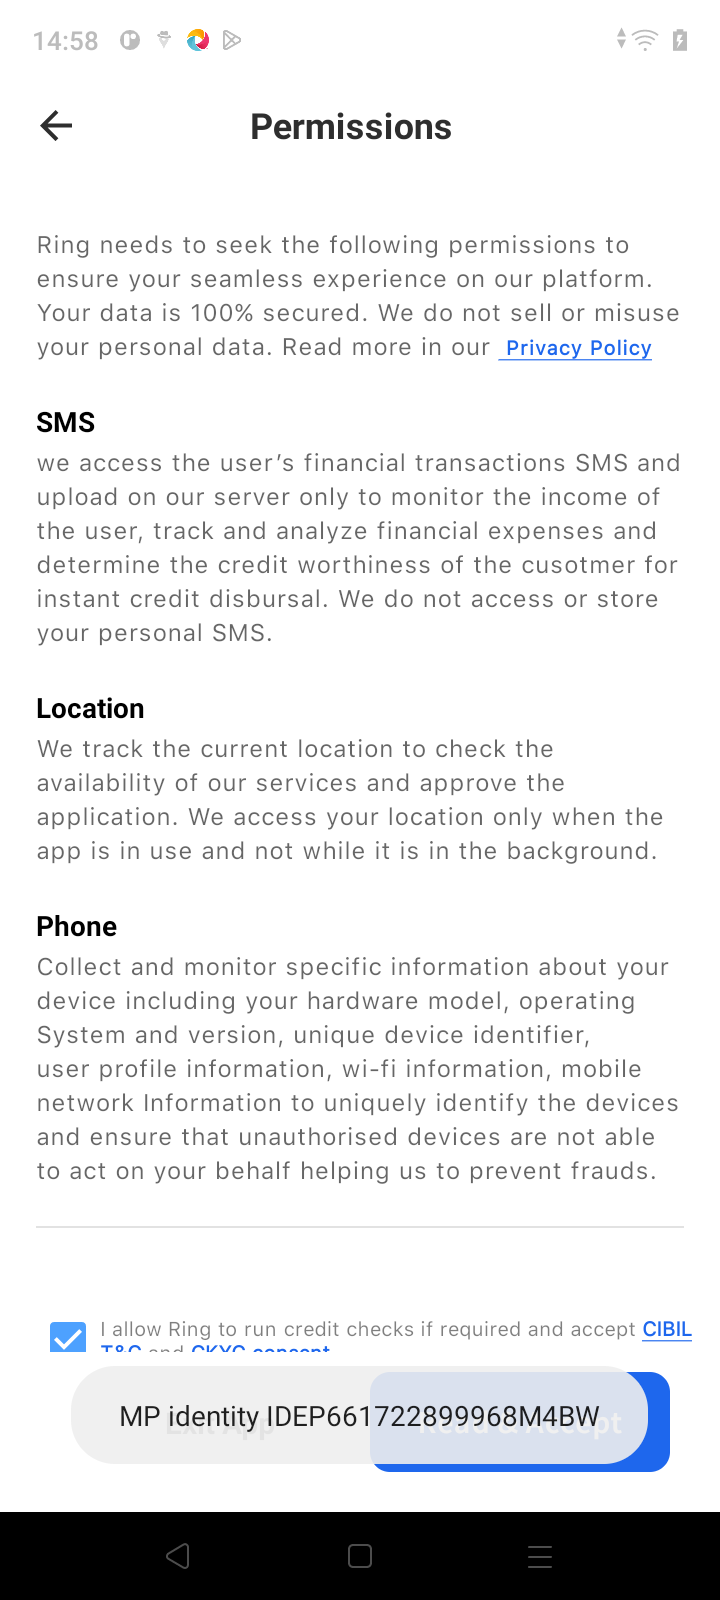 14:58
Permissions
Ring needs to seek the following permissions to
ensure your seamless experience on our platform.
Your data is 100% secured. We do not sell or misuse
your personal data. Read more in our Privacy Policy
SMS
we access the user’s financial transactions SMS and
upload on our server only to monitor the income of
the user, track and analyze financial expenses and
determine the credit worthiness of the cusotmer for
instant credit disbursal. We do not access or store
your personal SMS.
Location
We track the current location to check the
availability of our services and approve the
application. We access your location only when the
app is in use and not while it is in the background.
Phone
Collect and monitor specific information about your
device including your hardware model, operating
System and version, unique device identifier,
user profile information, wi-fi information, mobile
network Information to uniquely identify the devices
and ensure that unauthorised devices are not able
to act on your behalf helping us to prevent frauds.
I allow Ring to run credit checks if required and accept CIBIL
T&C and CKYC consent
Exit App
Read & Accept
MP identity IDEP661722899968M4BW